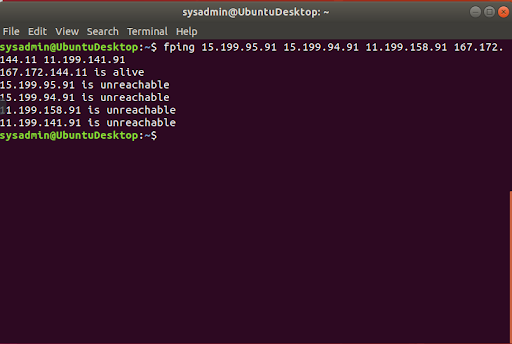 sysadmin@UbuntuDesktop: ~
File Edit View Search Terminal Help
sysadmin@UbuntuDesktop:~$ fping 15.199.95.91 15.199.94.91 11.199.158.91 167.172.
144.11 11.199.141.91
167.172.144.11 is alive
15.199.95.91 is unreachable
15.199.94.91 is unreachable
11.199.158.91 is unreachable
11.199.141.91 is unreachable
sysadmin@UbuntuDesktop:~$